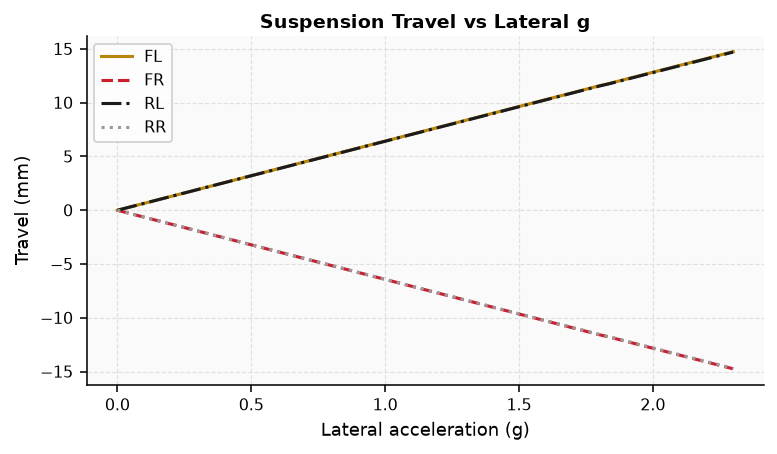 Suspension Travel vs Lateral g
FL
FR
RL
RR
Travel (mm)
15
10
5
0
−5
−10
−15
0.0 0.5 1.0 1.5 2.0
Lateral acceleration (g)